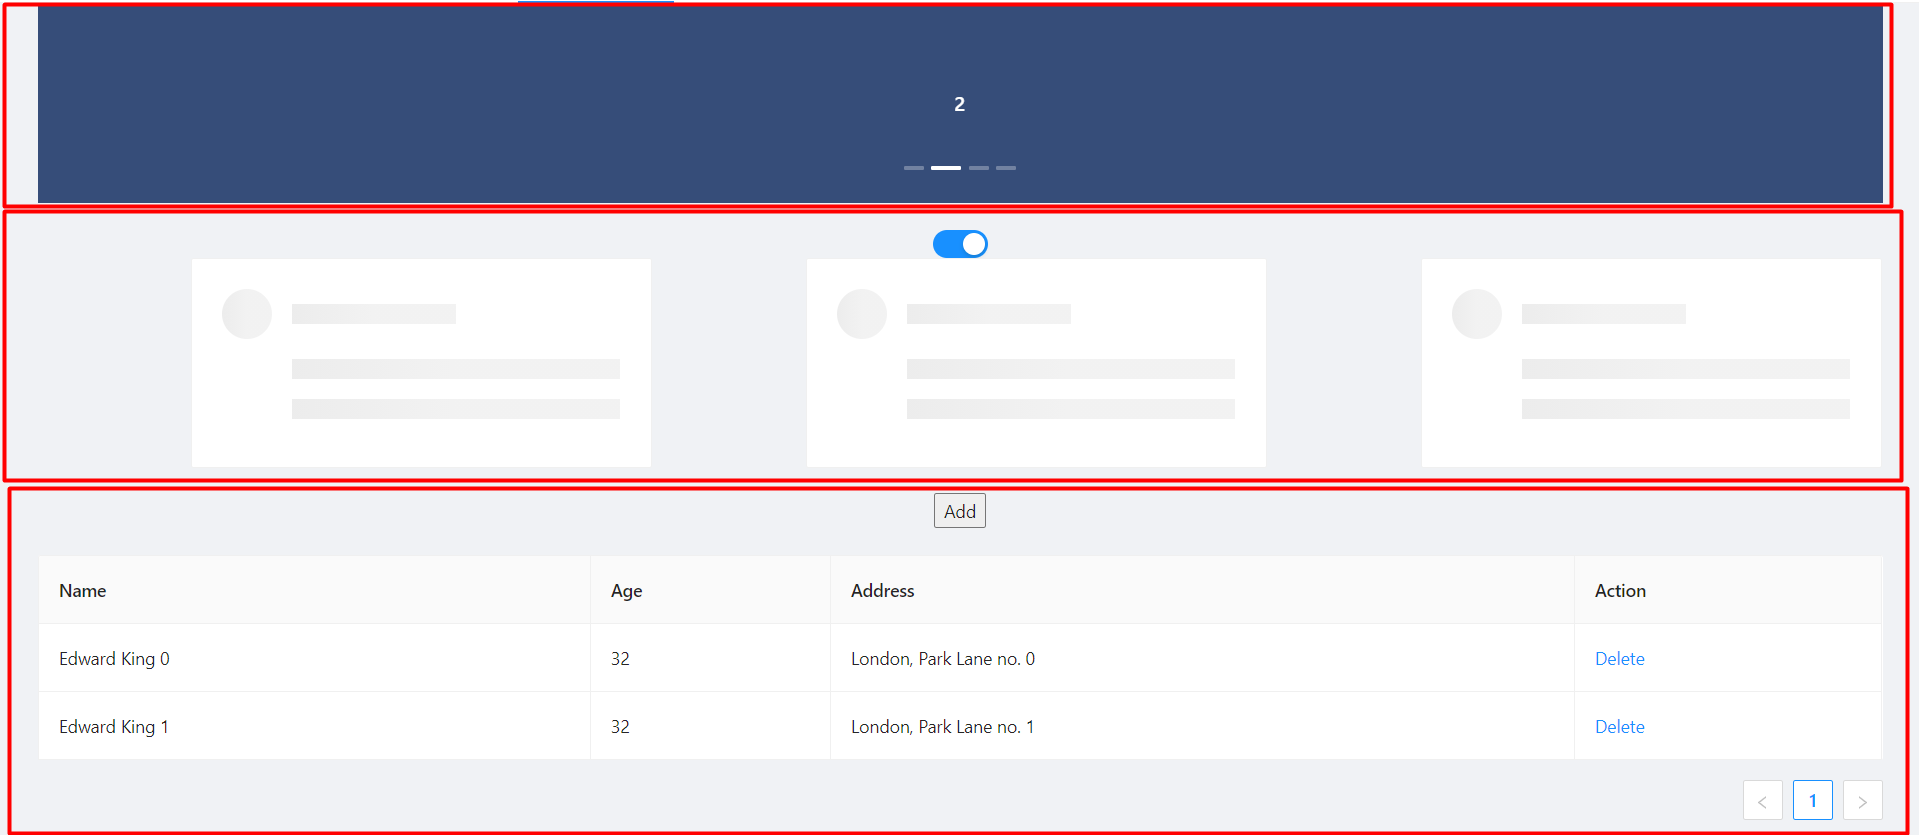 2
Add
Name Age Address Action
Edward King 0 32 London, Park Lane no. 0 Delete
Edward King 1 32 London, Park Lane no. 1 Delete
< 1 >